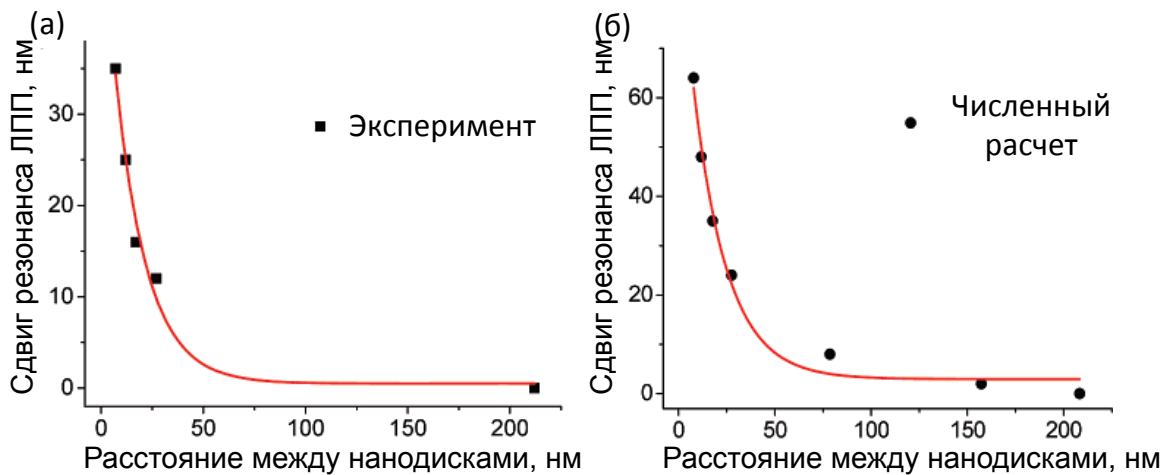 (а)
Сдвиг резонанса ЛПП, нм
30
20
10
0
Эксперимент
0 50 100 150 200
Расстояние между нанодисками, нм
(б)
Сдвиг резонанса ЛПП, нм
60
40
20
0
Численный
расчет
0 50 100 150 200
Расстояние между нанодисками, нм